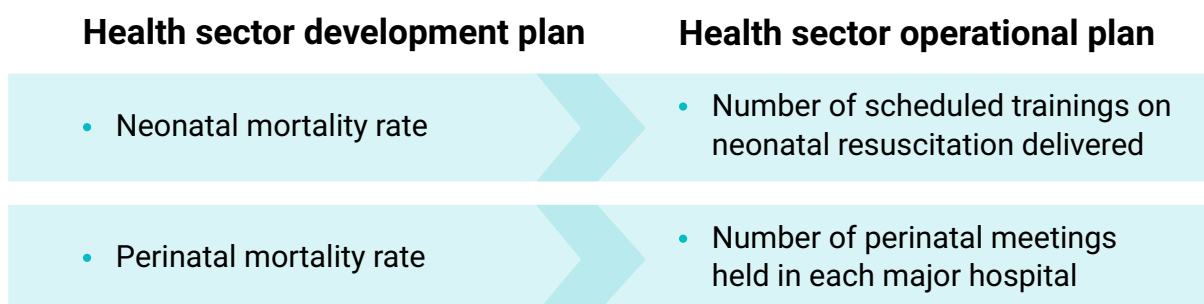 Health sector development plan
Health sector operational plan
• Neonatal mortality rate
• Number of scheduled trainings on
neonatal resuscitation delivered
• Perinatal mortality rate
• Number of perinatal meetings
held in each major hospital